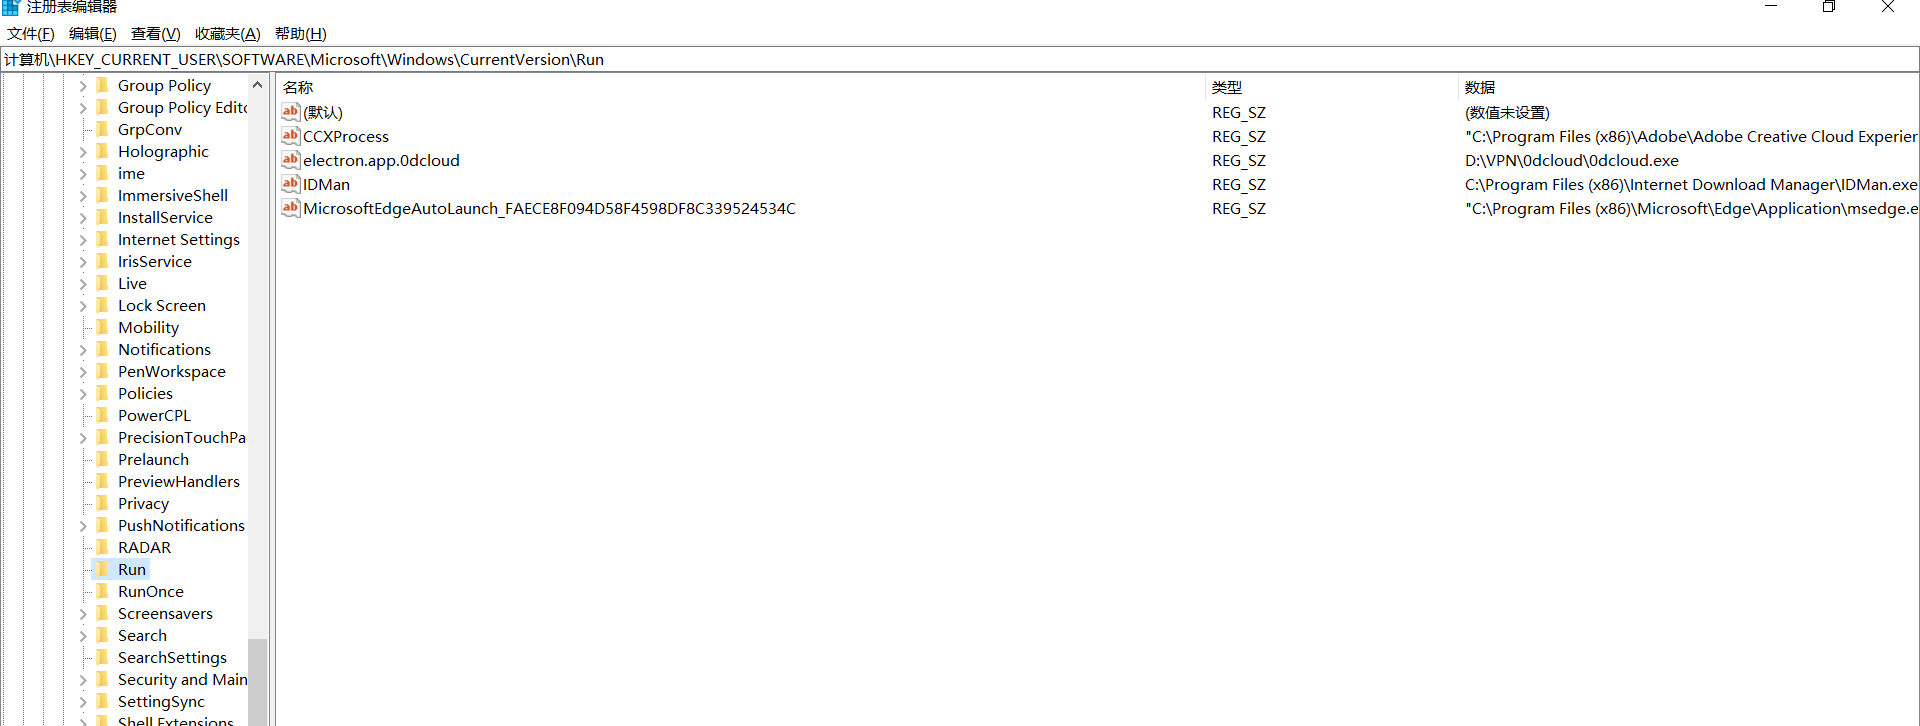 注册表编辑器
文件(F) 编辑(E) 查看(V) 收藏夹(A) 帮助(H)
计算机\HKEY_CURRENT_USER\SOFTWARE\Microsoft\Windows\CurrentVersion\Run
Group Policy
Group Policy Edito
GrpConv
Holographic
ime
ImmersiveShell
InstallService
Internet Settings
IrisService
Live
Lock Screen
Mobility
Notifications
PenWorkspace
Policies
PowerCPL
PrecisionTouchPa
Prelaunch
PreviewHandlers
Privacy
PushNotifications
RADAR
Run
RunOnce
Screensavers
Search
SearchSettings
Security and Main
SettingSync
Shell Extensions
名称 类型 数据
(默认) REG_SZ (数值未设置)
CCXProcess REG_SZ "C:\Program Files (x86)\Adobe\Adobe Creative Cloud Experier
electron.app.0dcloud REG_SZ D:\VPN\0dcloud\0dcloud.exe
IDMan REG_SZ C:\Program Files (x86)\Internet Download Manager\IDMan.exe
MicrosoftEdgeAutoLaunch_FAECE8F094D58F4598DF8C339524534C REG_SZ "C:\Program Files (x86)\Microsoft\Edge\Application\msedge.e